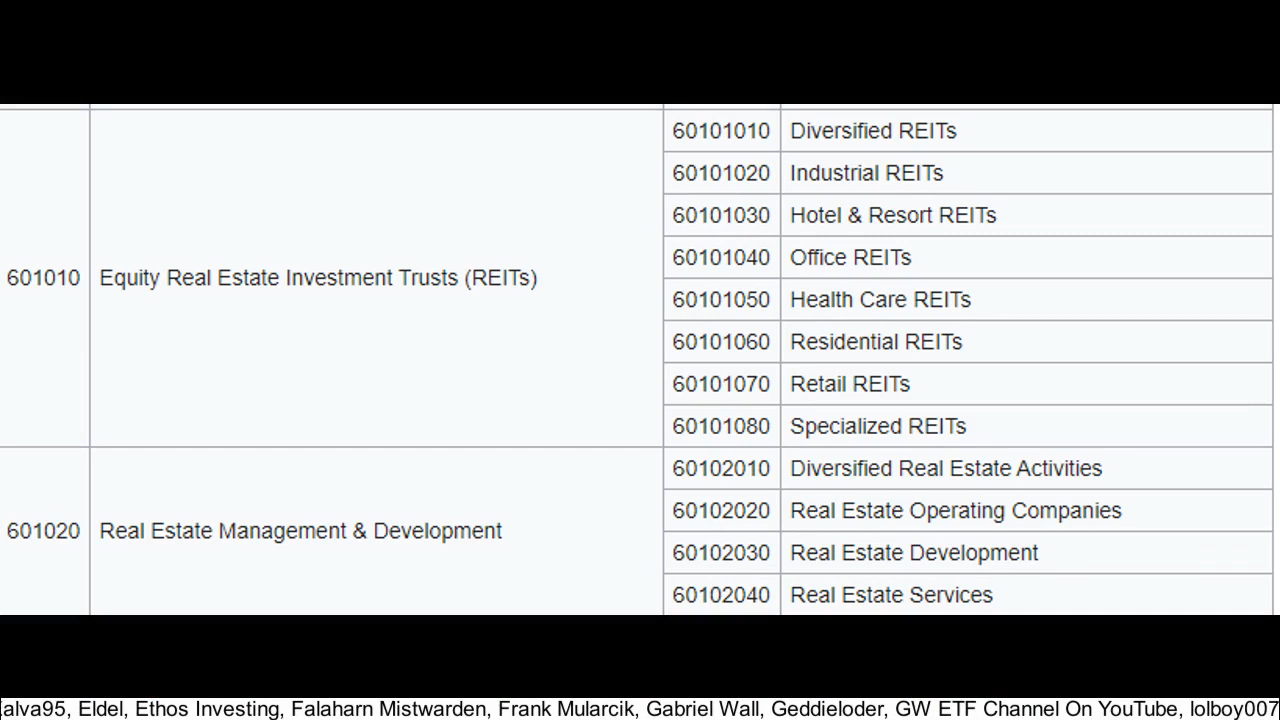 60101010 Diversified REITs
60101020 Industrial REITs
60101030 Hotel & Resort REITs
60101040 Office REITs
601010 Equity Real Estate Investment Trusts (REITs)
60101050 Health Care REITs
60101060 Residential REITs
60101070 Retail REITs
60101080 Specialized REITs
60102010 Diversified Real Estate Activities
60102020 Real Estate Operating Companies
601020 Real Estate Management & Development
60102030 Real Estate Development
60102040 Real Estate Services
alva95, Eldel, Ethos Investing, Falaharn Mistwarden, Frank Mularcik, Gabriel Wall, Geddieloder, GW ETF Channel On YouTube, lolboy007